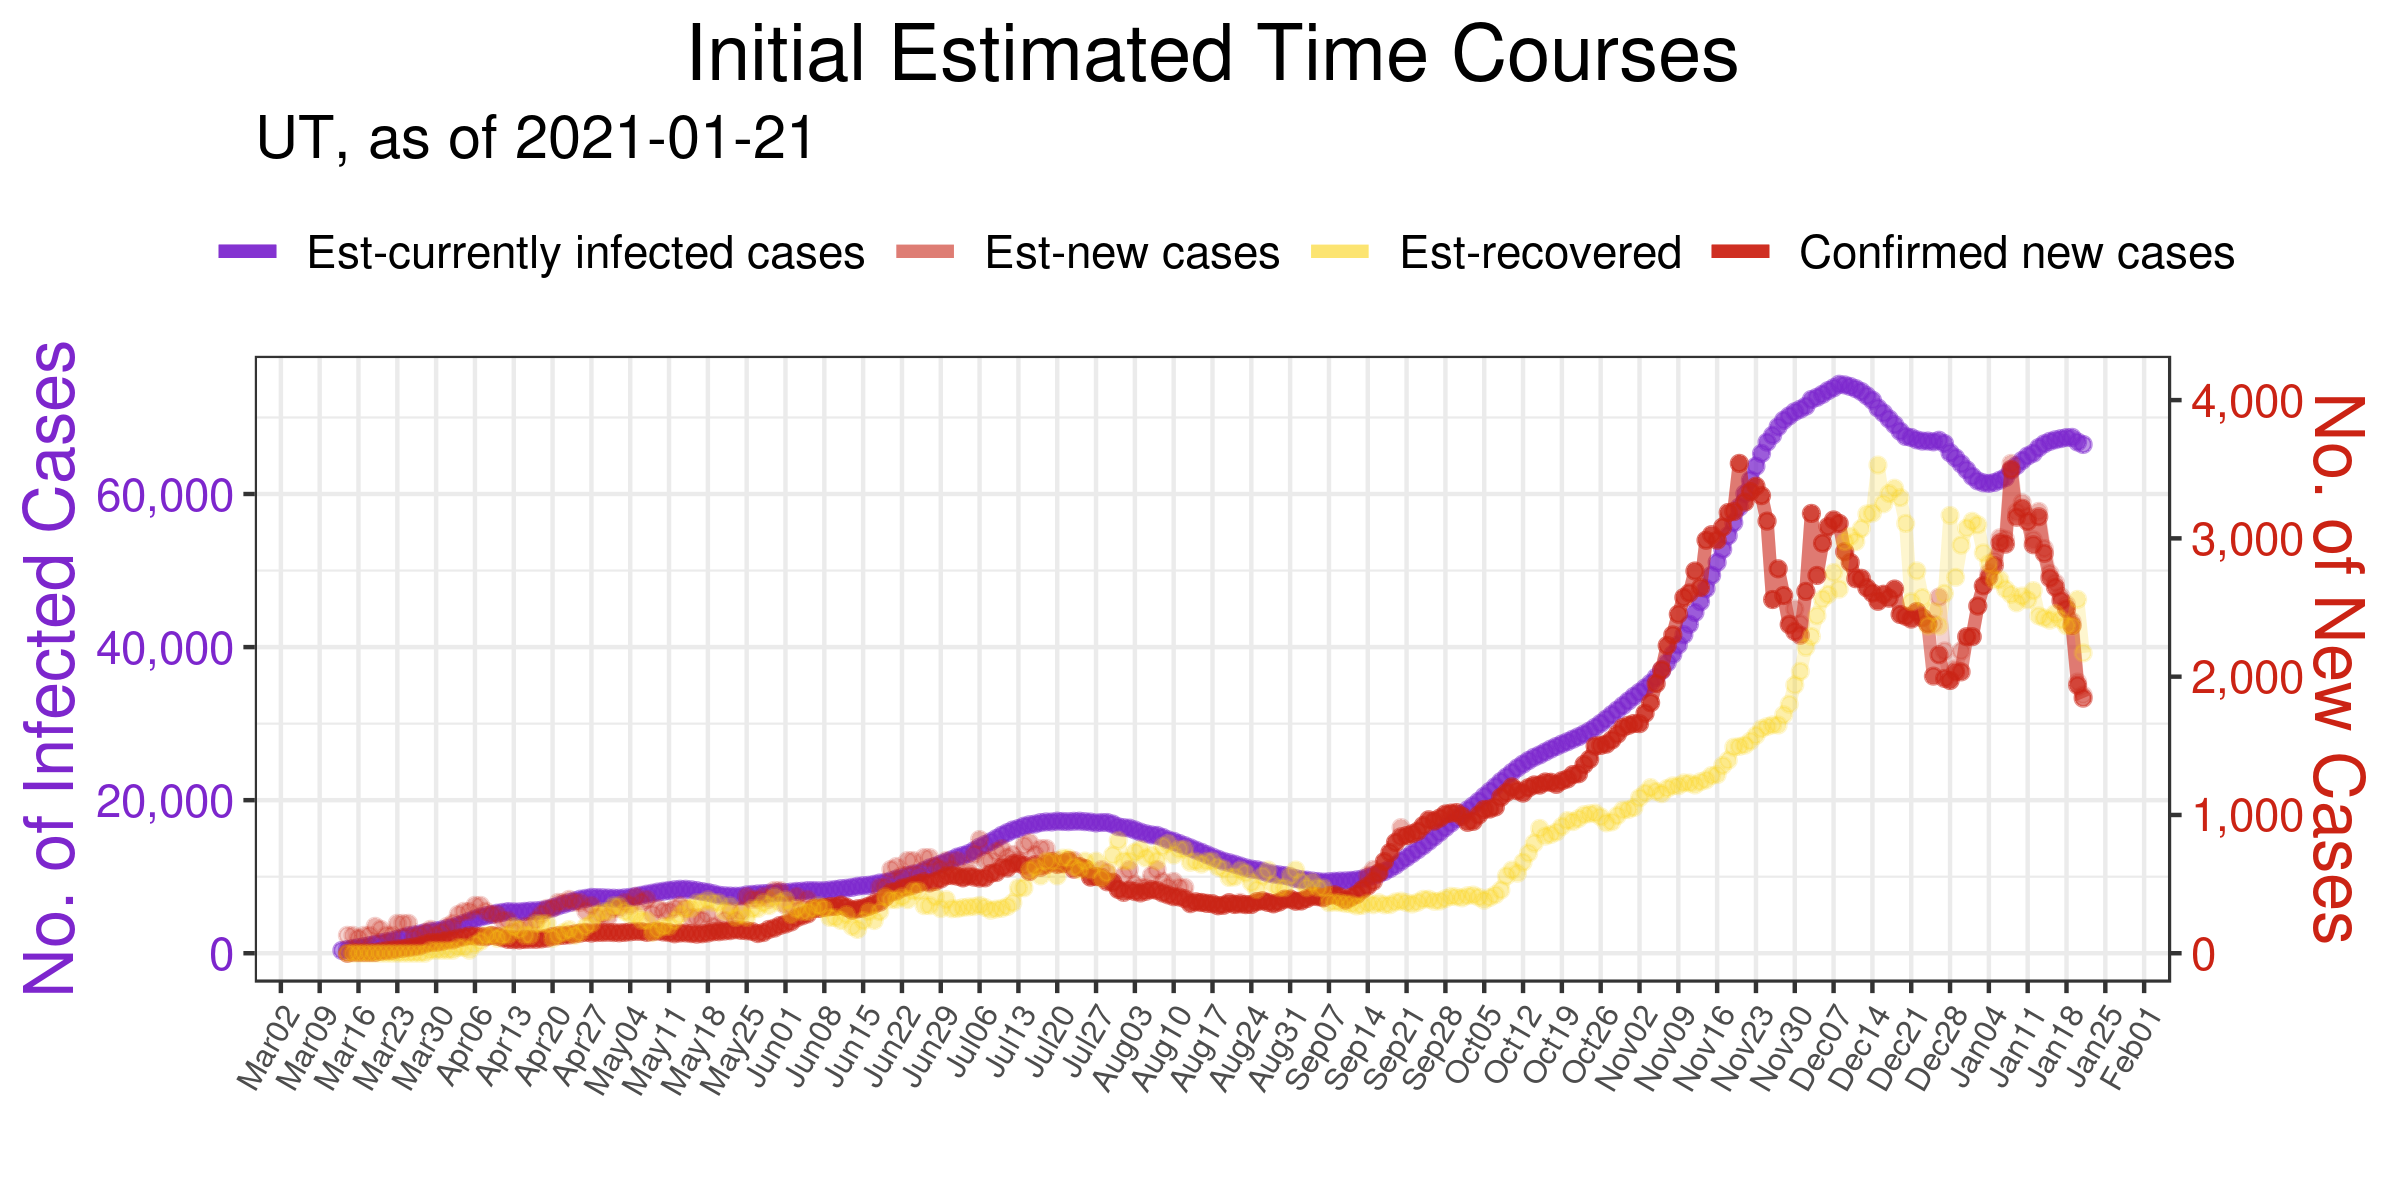 Initial Estimated Time Courses
UT, as of 2021-01-21
Est-currently infected cases
Est-new cases
Est-recovered
Confirmed new cases
No. of Infected Cases
60,000
40,000
20,000
0
4,000
3,000
2,000
1,000
0
No. of New Cases
Mar02
Mar09
Mar16
Mar23
Mar30
Apr06
Apr13
Apr20
Apr27
May04
May11
May18
May25
Jun01
Jun08
Jun15
Jun22
Jun29
Jul06
Jul13
Jul20
Jul27
Aug03
Aug10
Aug17
Aug24
Aug31
Sep07
Sep14
Sep21
Sep28
Oct05
Oct12
Oct19
Oct26
Nov02
Nov09
Nov16
Nov23
Nov30
Dec07
Dec14
Dec21
Dec28
Jan04
Jan11
Jan18
Jan25
Feb01